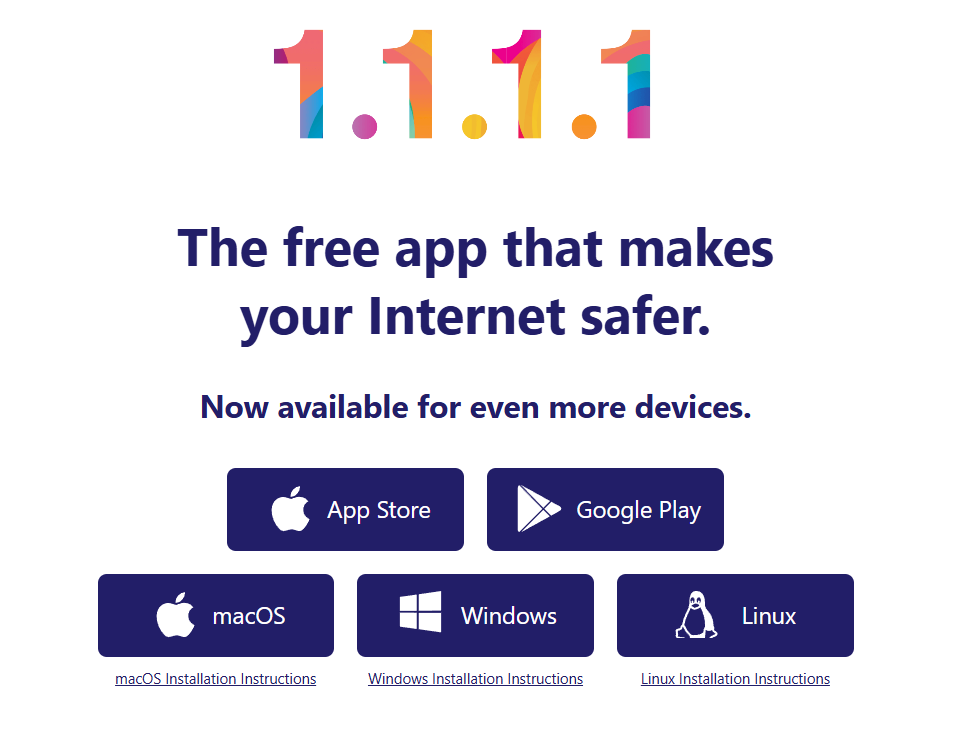 1.1.1.1
The free app that makes
your Internet safer.
Now available for even more devices.
App Store
Google Play
macOS
Windows
Linux
macOS Installation Instructions
Windows Installation Instructions
Linux Installation Instructions